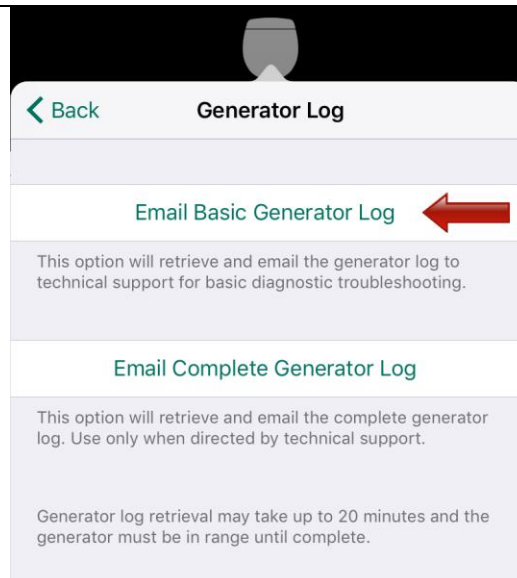 Back
Generator Log
Email Basic Generator Log
This option will retrieve and email the generator log to
technical support for basic diagnostic troubleshooting.
Email Complete Generator Log
This option will retrieve and email the complete generator
log. Use only when directed by technical support.
Generator log retrieval may take up to 20 minutes and the
generator must be in range until complete.